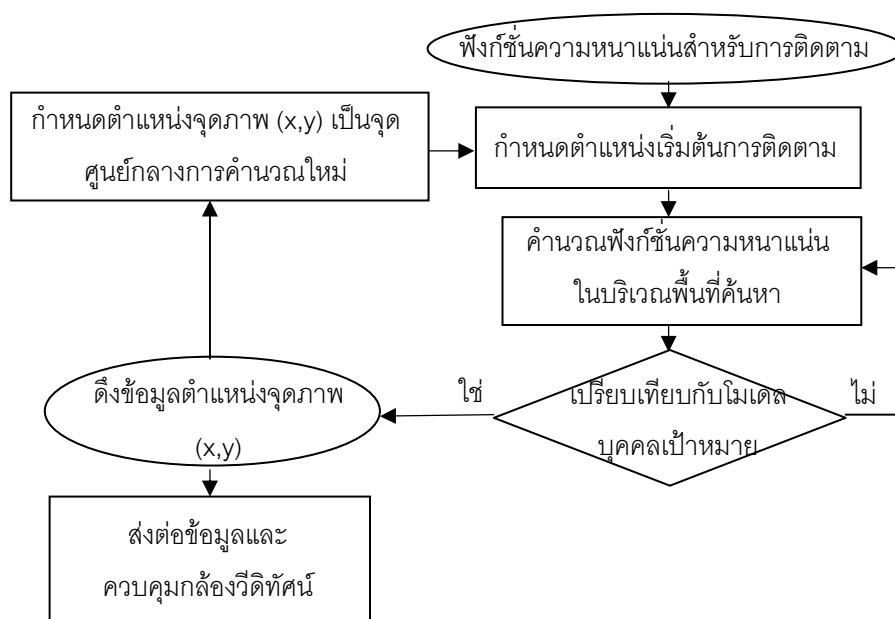 ฟังก์ชั่นความหนาแน่นสำหรับการติดตาม
กำหนดตำแหน่งจุดภาพ (x,y) เป็นจุด
ศูนย์กลางการคำนวณใหม่
กำหนดตำแหน่งเริ่มต้นการติดตาม
คำนวณฟังก์ชั่นความหนาแน่น
ในบริเวณพื้นที่ค้นหา
ดึงข้อมูลตำแหน่งจุดภาพ
(x,y)
ใช่
เปรียบเทียบกับโมเดล
บุคคลเป้าหมาย
ไม่
ส่งต่อข้อมูลและ
ควบคุมกล้องวีดิทัศน์